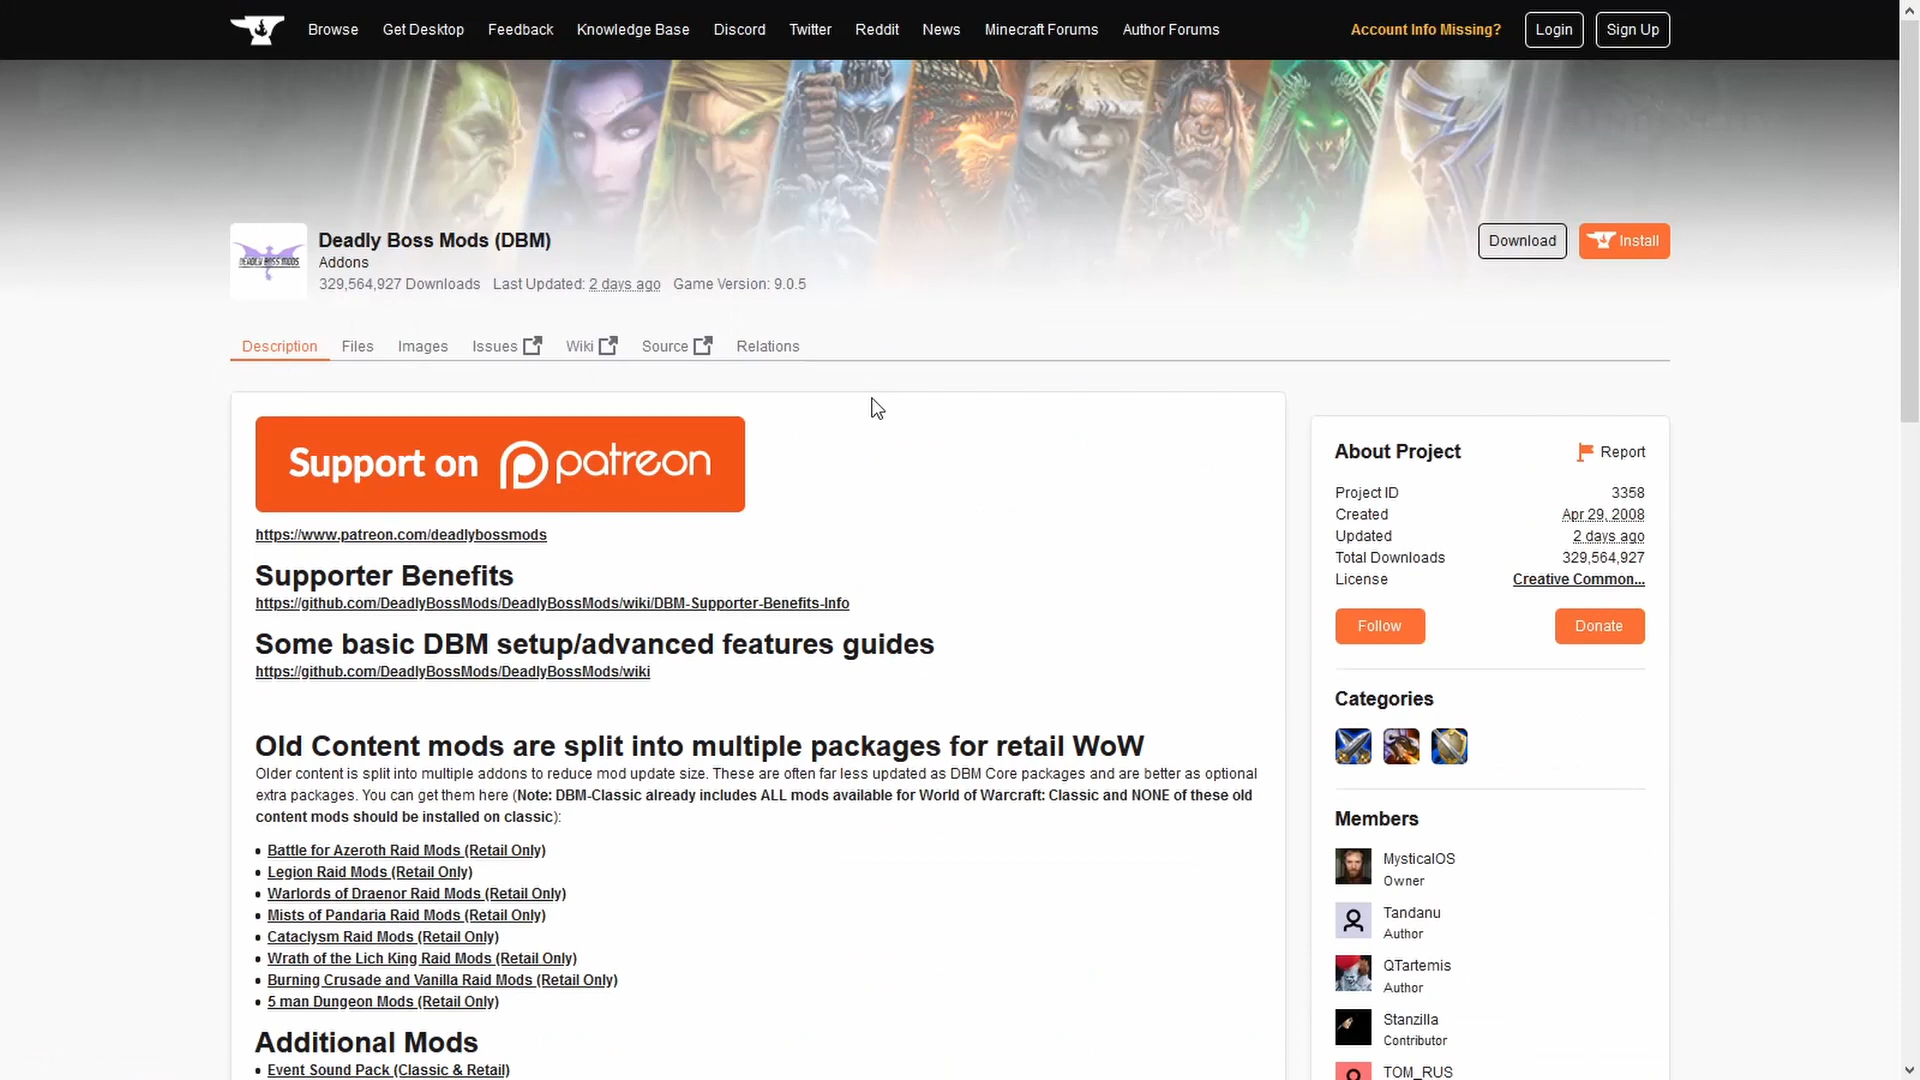 Browse Get Desktop Feedback Knowledge Base Discord Twitter Reddit News Minecraft Forums Author Forums Account Info Missing? Login Sign Up
DEADLY BOSS MODS
Deadly Boss Mods (DBM)
Addons
329,564,927 Downloads Last Updated: 2 days ago Game Version: 9.0.5
Download Install
Description Files Images Issues Wiki Source Relations
Support on patreon
https://www.patreon.com/deadlybossmods
Supporter Benefits
https://github.com/DeadlyBossMods/DeadlyBossMods/wiki/DBM-Supporter-Benefits-Info
Some basic DBM setup/advanced features guides
https://github.com/DeadlyBossMods/DeadlyBossMods/wiki
Old Content mods are split into multiple packages for retail WoW
Older content is split into multiple addons to reduce mod update size. These are often far less updated as DBM Core packages and are better as optional
extra packages. You can get them here (Note: DBM-Classic already includes ALL mods available for World of Warcraft: Classic and NONE of these old
content mods should be installed on classic):
• Battle for Azeroth Raid Mods (Retail Only)
• Legion Raid Mods (Retail Only)
• Warlords of Draenor Raid Mods (Retail Only)
• Mists of Pandaria Raid Mods (Retail Only)
• Cataclysm Raid Mods (Retail Only)
• Wrath of the Lich King Raid Mods (Retail Only)
• Burning Crusade and Vanilla Raid Mods (Retail Only)
• 5 man Dungeon Mods (Retail Only)
Additional Mods
• Event Sound Pack (Classic & Retail)
About Project Report
Project ID 3358
Created Apr 29, 2008
Updated 2 days ago
Total Downloads 329,564,927
License Creative Common...
Follow Donate
Categories
Members
MysticalOS
Owner
Tandanu
Author
QTartemis
Author
Stanzilla
Contributor
TOM_RUS